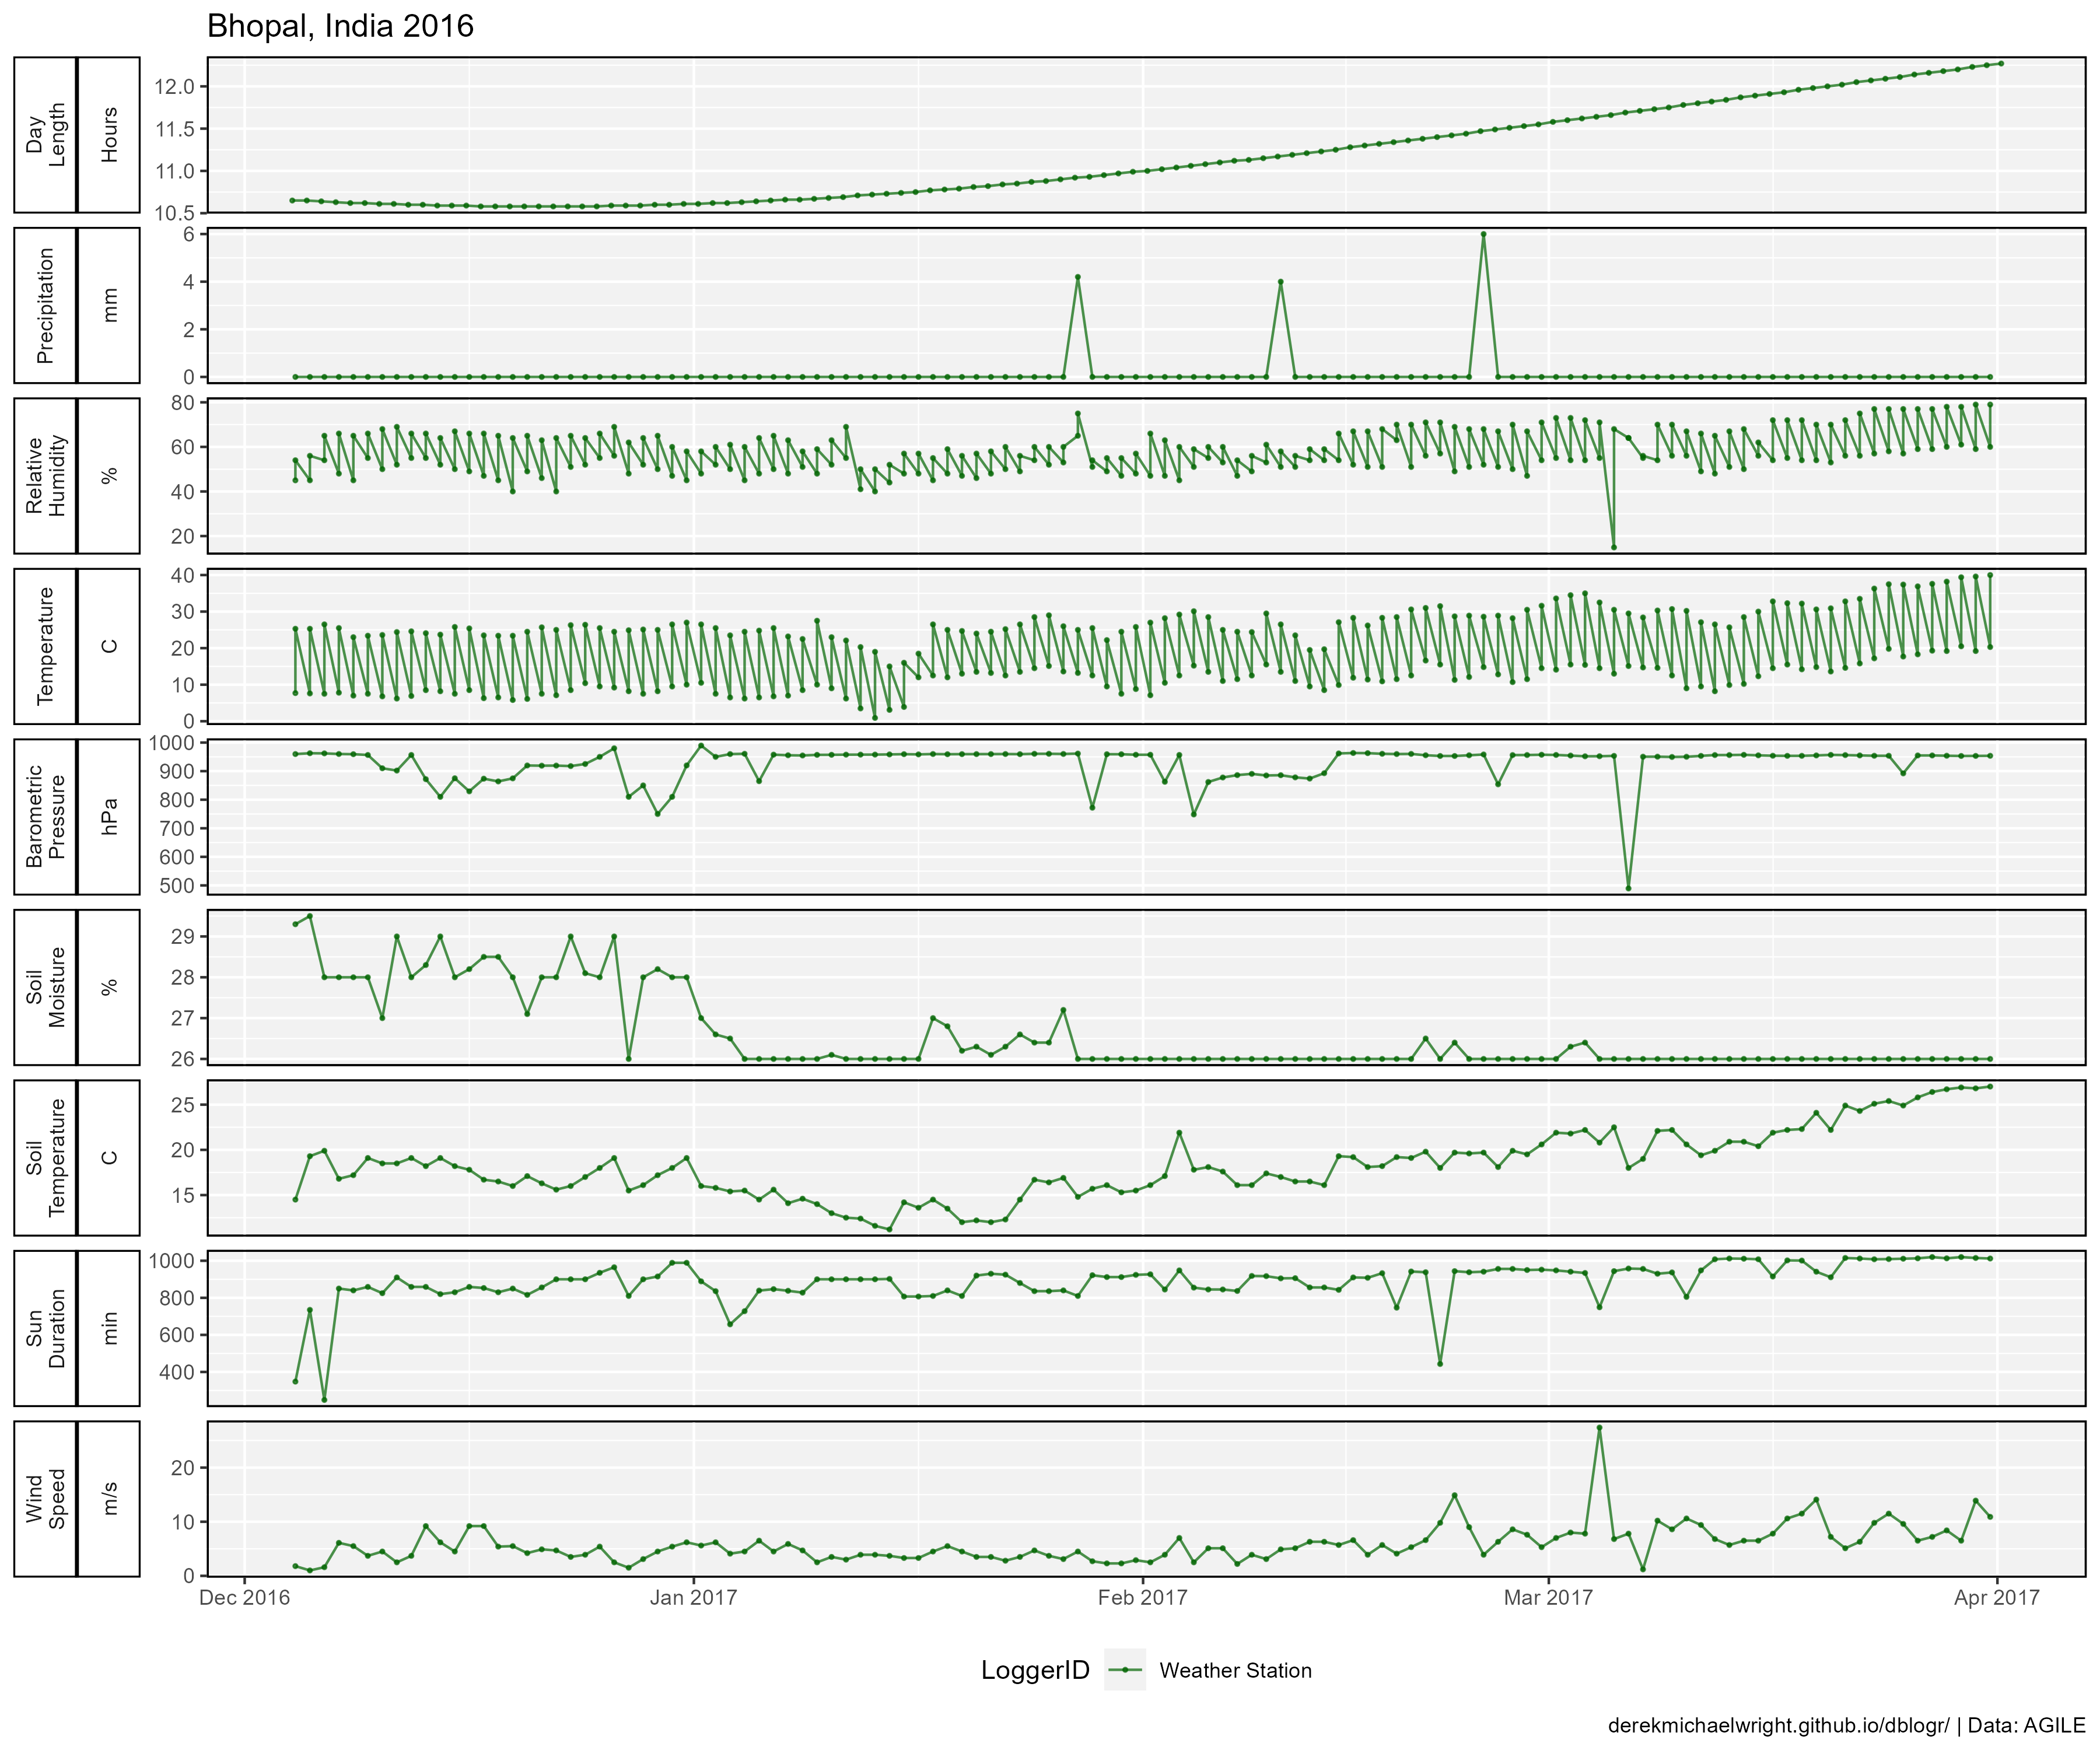 Bhopal, India 2016
Day
Length
Hours
12.0
11.5
11.0
10.5
Precipitation
mm
6
4
2
0
Relative
Humidity
%
80
60
40
20
Temperature
C
40
30
20
10
0
Barometric
Pressure
hPa
1000
900
800
700
600
500
Soil
Moisture
%
29
28
27
26
Soil
Temperature
C
25
20
15
Sun
Duration
min
1000
800
600
400
Wind
Speed
m/s
20
10
0
Dec 2016 Jan 2017 Feb 2017 Mar 2017 Apr 2017
LoggerID Weather Station
derekmichaelwright.github.io/dblogr/ | Data: AGILE